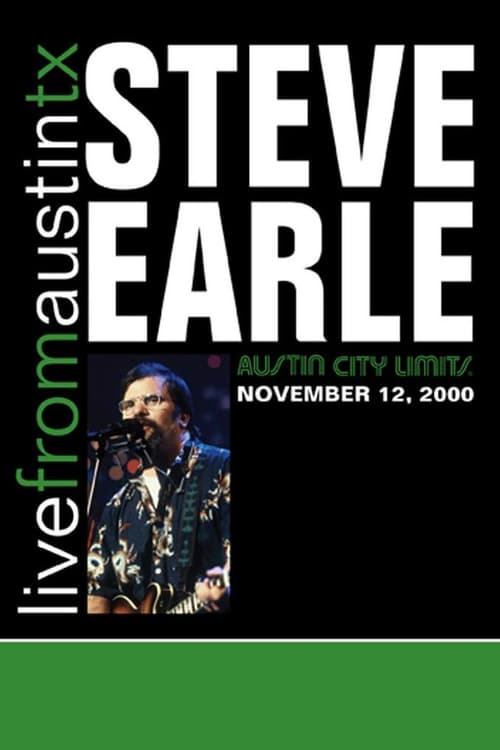 STEVE
EARLE
livefromaustintx
AUSTIN CITY LIMITS
NOVEMBER 12, 2000